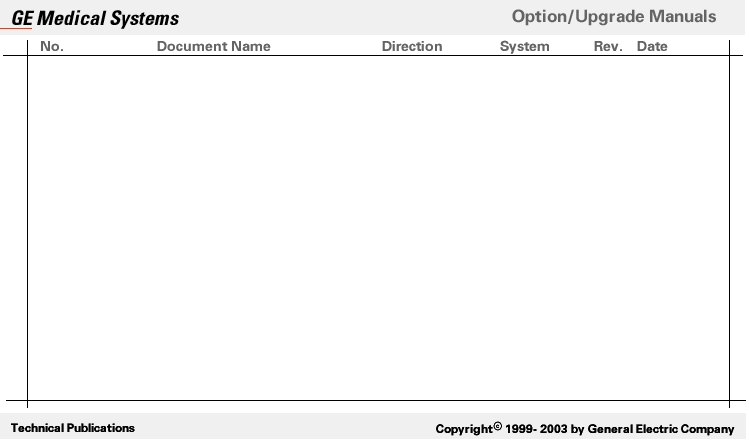 GE Medical Systems Option/Upgrade Manuals
No. Document Name Direction System Rev. Date
Technical Publications Copyright© 1999- 2003 by General Electric Company